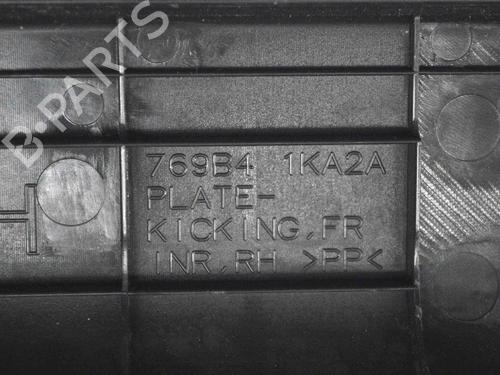 B-PARTS
769B4 1KA2A
PLATE-
KICKING,FR
INR,RH >PP<